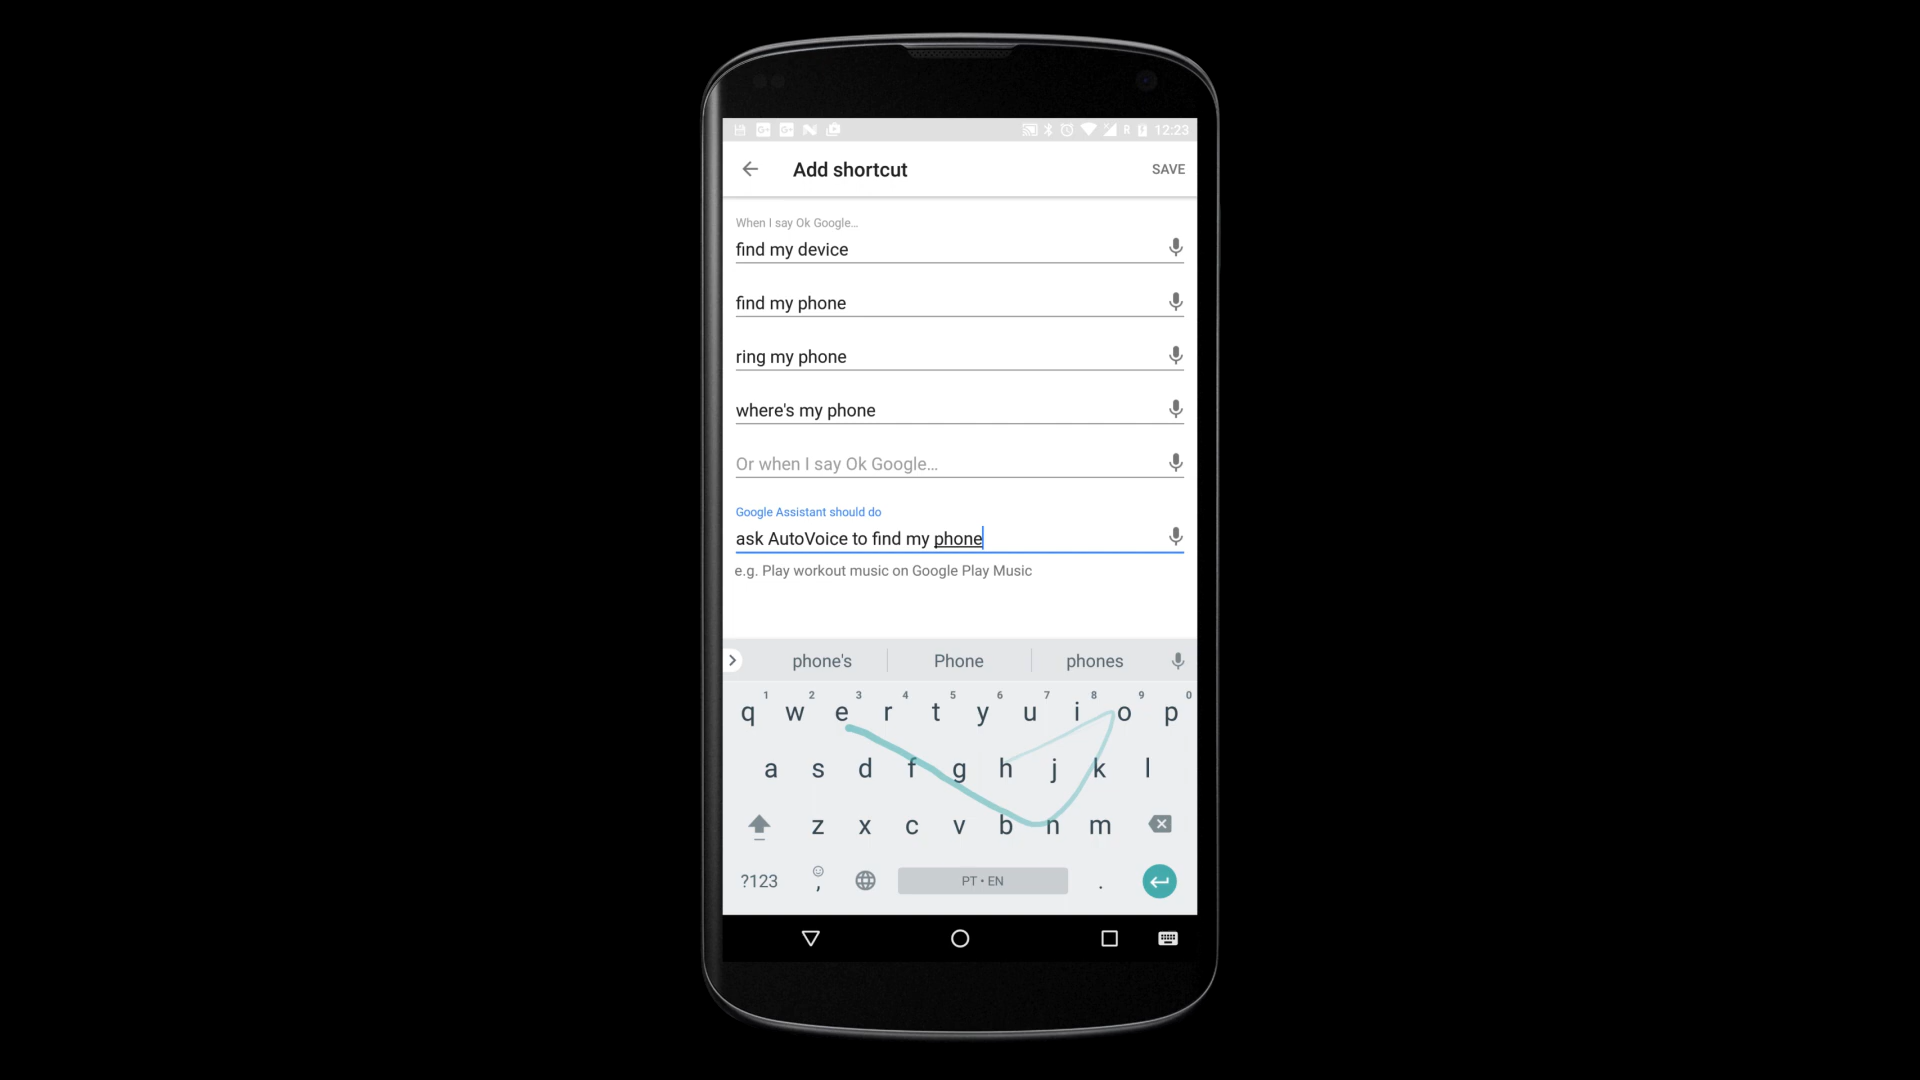 12:23
Add shortcut SAVE
When I say Ok Google...
find my device
find my phone
ring my phone
where's my phone
Or when I say Ok Google...
Google Assistant should do
ask AutoVoice to find my phone
e.g. Play workout music on Google Play Music
phone's Phone phones
1 2 3 4 5 6 7 8 9 0
q w e r t y u i o p
a s d f g h j k l
z x c v b n m
?123 , PT • EN .